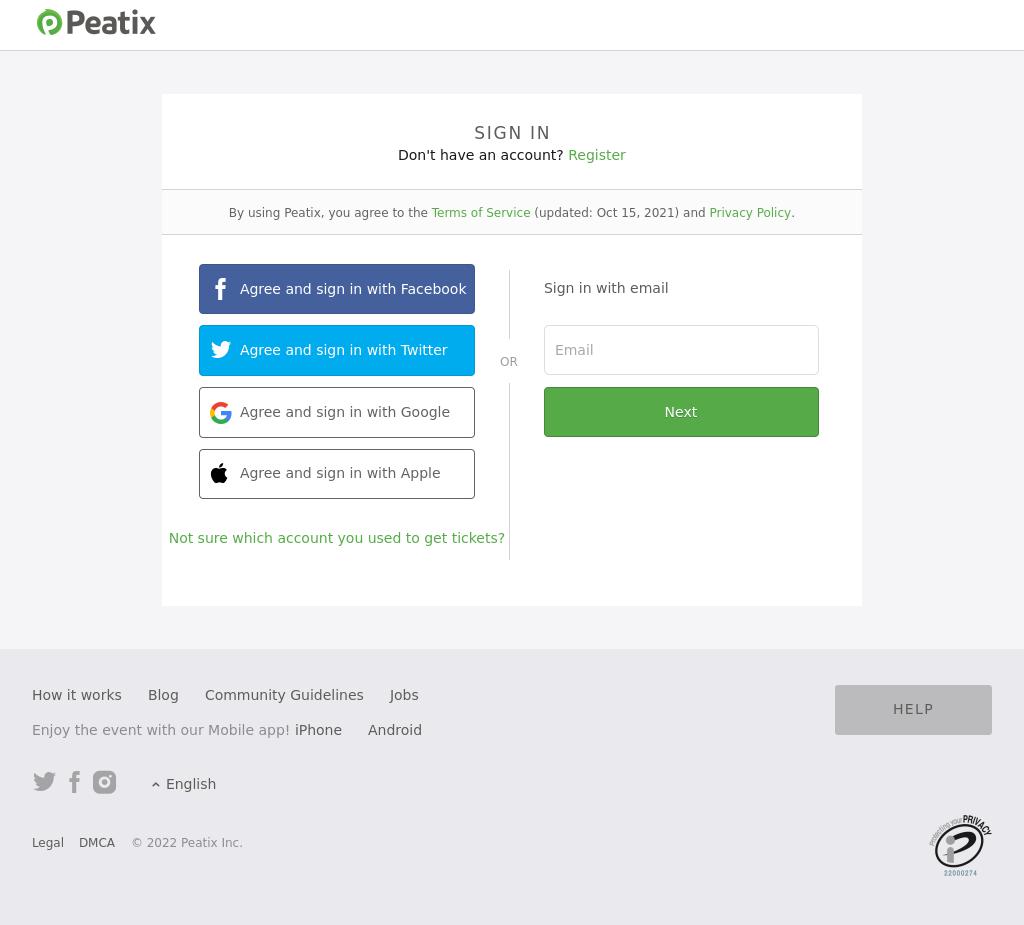 Peatix
SIGN IN
Don't have an account? Register
By using Peatix, you agree to the Terms of Service (updated: Oct 15, 2021) and Privacy Policy.
Agree and sign in with Facebook
Agree and sign in with Twitter
Agree and sign in with Google
Agree and sign in with Apple
Not sure which account you used to get tickets?
OR
Sign in with email
Email
Next
How it works Blog Community Guidelines Jobs
HELP
Enjoy the event with our Mobile app! iPhone Android
English
Legal DMCA © 2022 Peatix Inc.
Protecting your PRIVACY
22000274